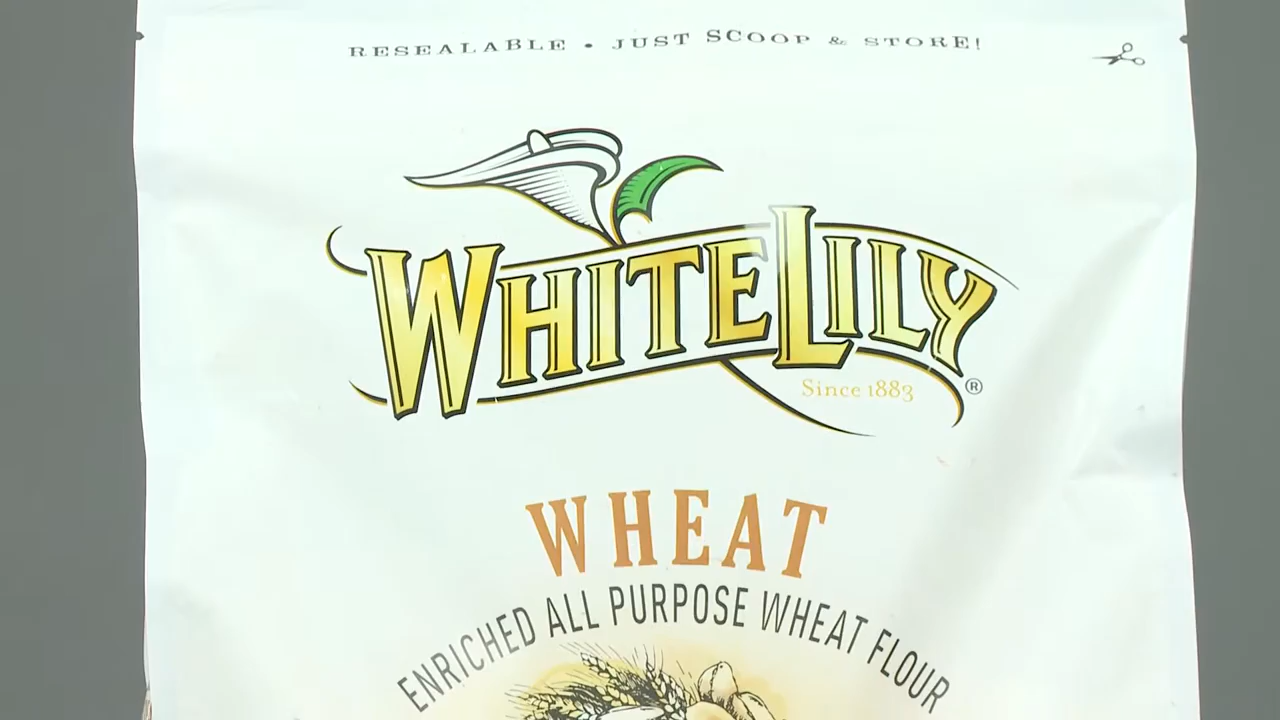 RESEALABLE • JUST SCOOP & STORE!
WHITE LILY ®
Since 1883
WHEAT
ENRICHED ALL PURPOSE WHEAT FLOUR